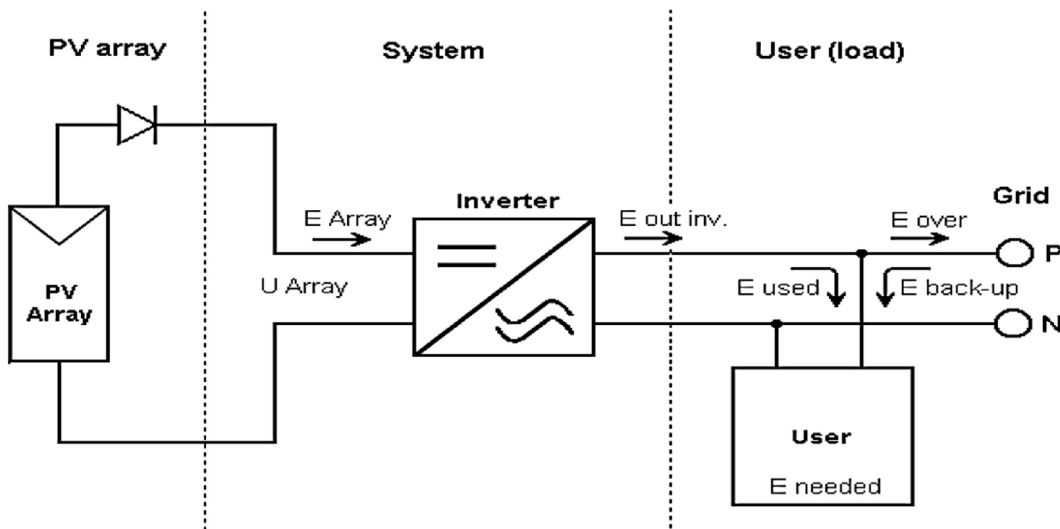 PV array
System
User (load)
Inverter
Grid
E Array
E out inv.
E over
P
U Array
E used
E back-up
PV
Array
N
User
E needed